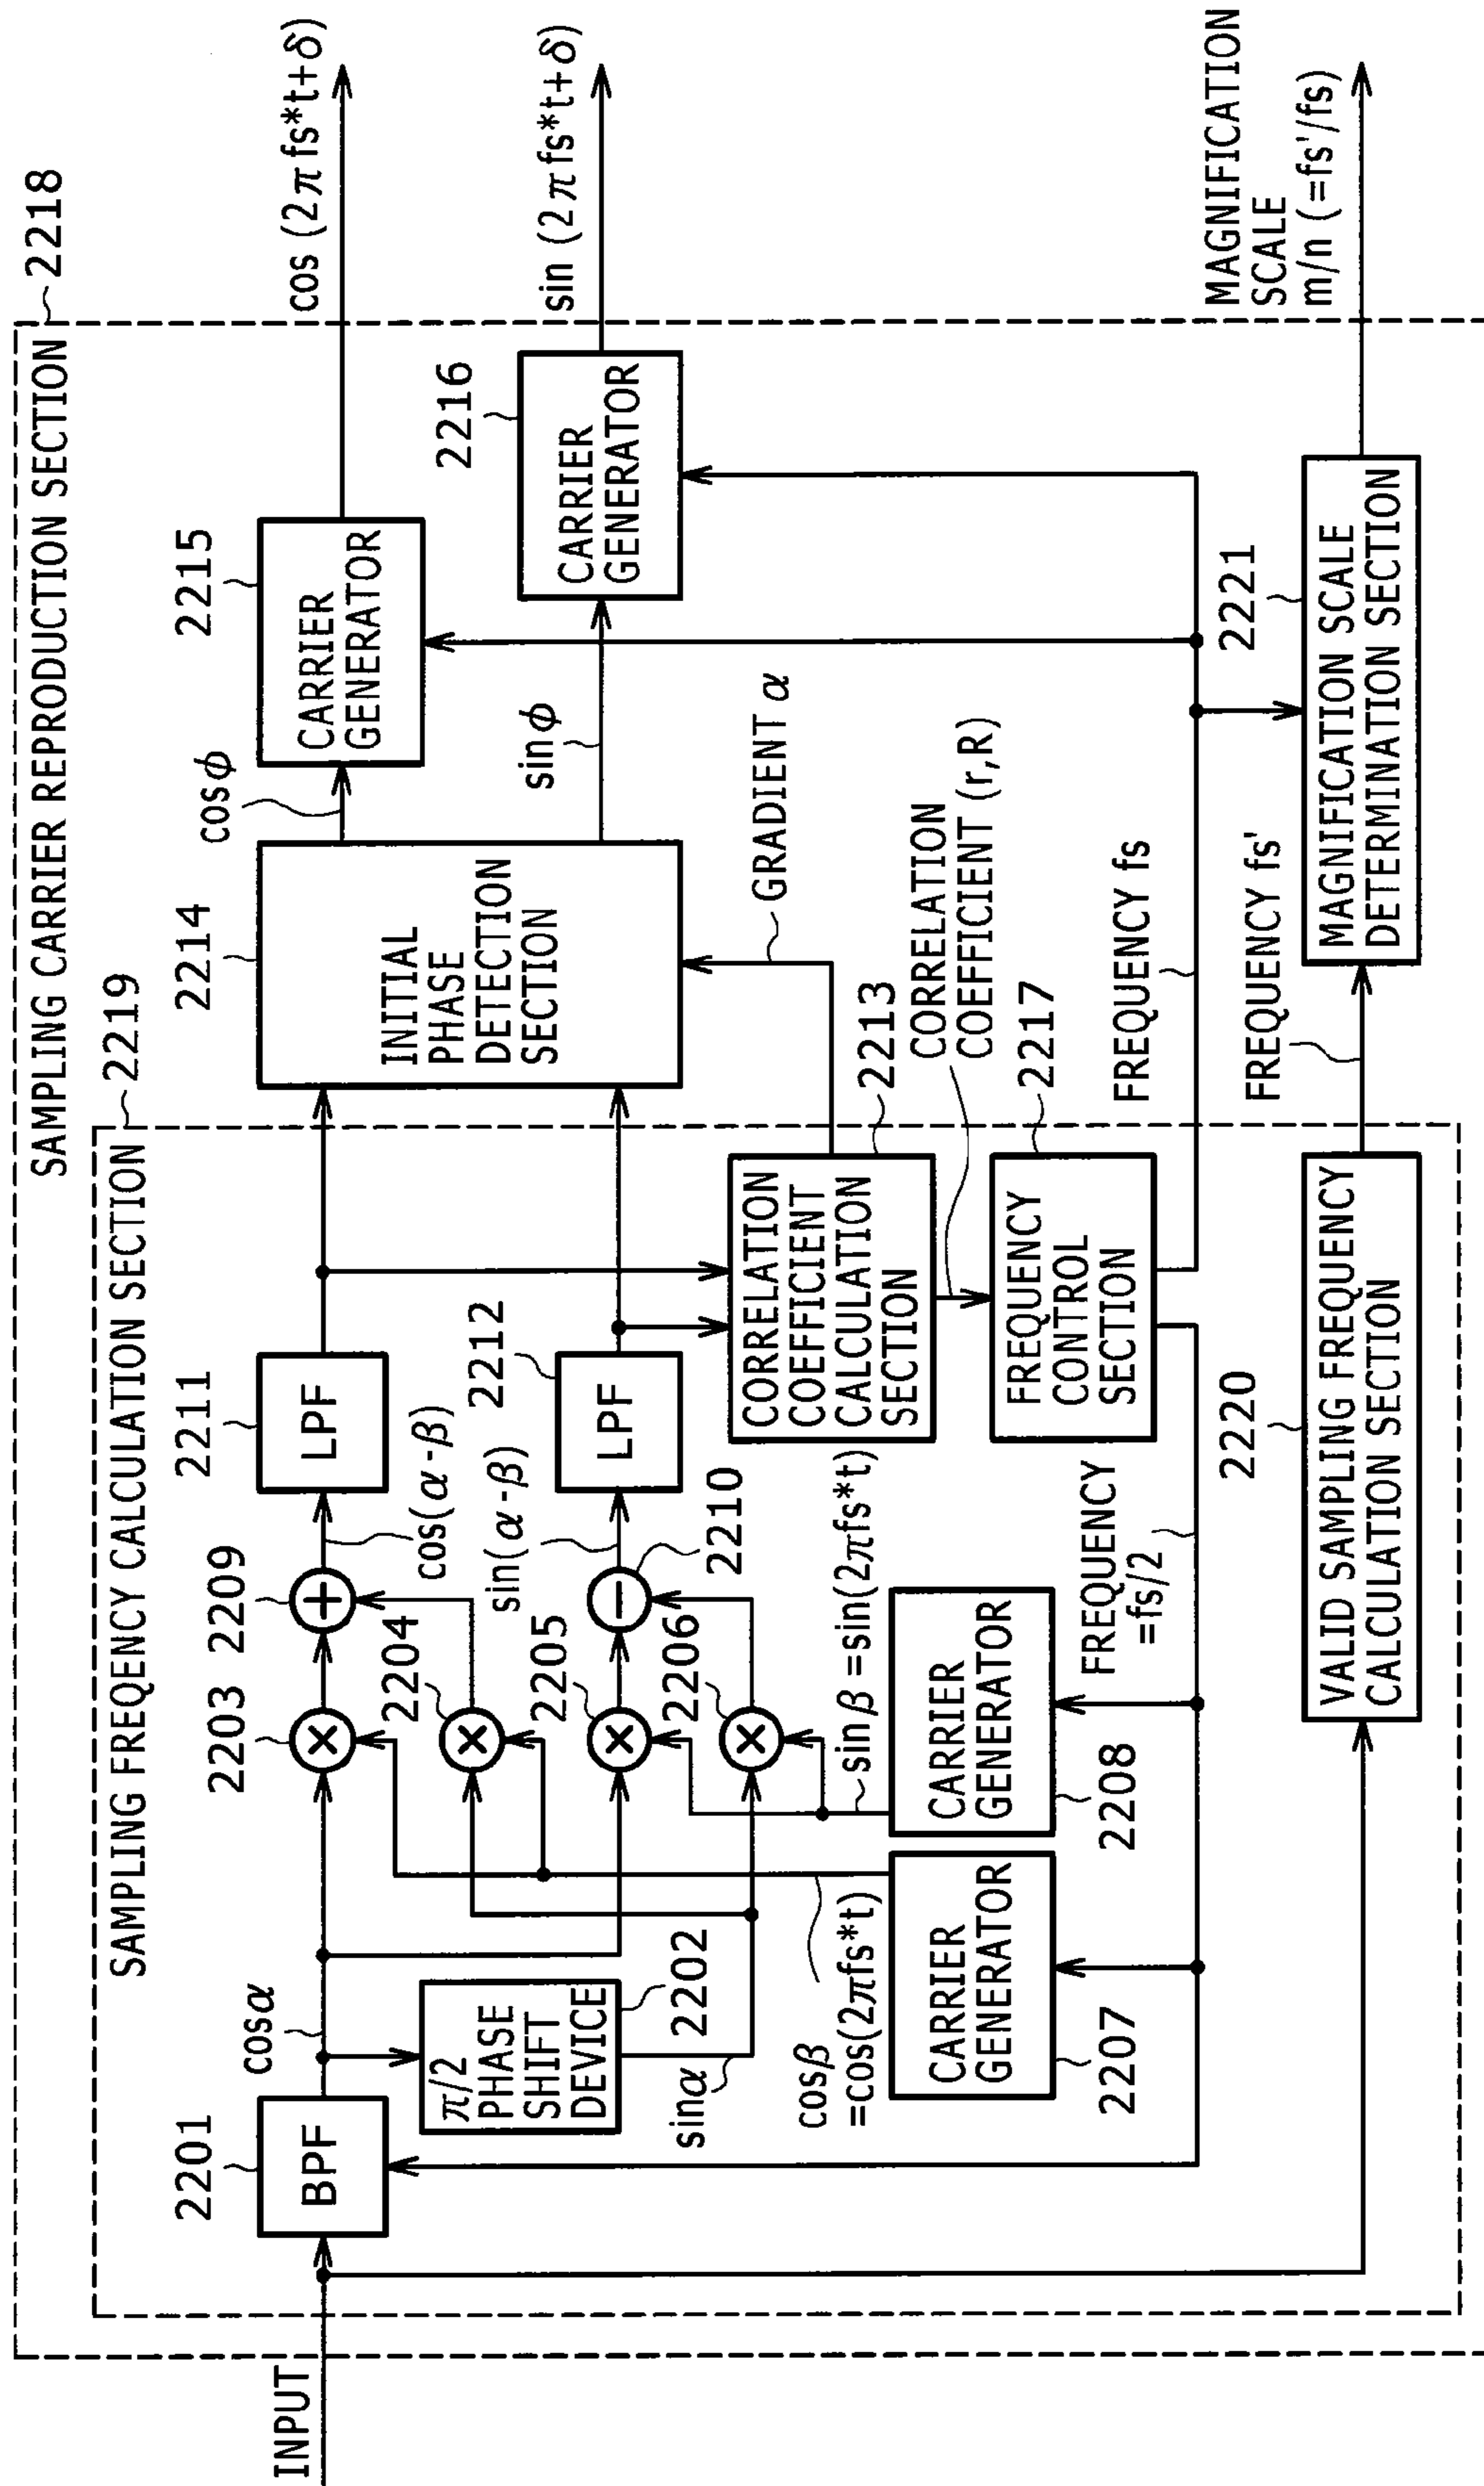 SAMPLING CARRIER REPRODUCTION SECTION
2218
SAMPLING FREQENCY CALCULATION SECTION
2219
INPUT
2201
BPF
cosα
π/2
PHASE
SHIFT
DEVICE
2202
sinα
2203
2204
2205
2206
2209
2210
cos(α-β)
sin(α-β)
2211
LPF
2212
LPF
cosβ
=cos(2πfs*t)
sinβ=sin(2πfs*t)
CARRIER
GENERATOR
2207
CARRIER
GENERATOR
2208
FREQUENCY
=fs/2
CORRELATION
COEFFICIENT
CALCULATION
SECTION
2213
CORRELATION
COEFFICIENT (r,R)
FREQUENCY
CONTROL
SECTION
2217
GRADIENT α
2214
INITIAL
PHASE
DETECTION
SECTION
cosφ
sinφ
2215
CARRIER
GENERATOR
2216
CARRIER
GENERATOR
cos(2πfs*t+δ)
sin(2πfs*t+δ)
FREQUENCY fs
2220
VALID SAMPLING FREQUENCY
CALCULATION SECTION
FREQUENCY fs'
2221
MAGNIFICATION SCALE
DETERMINATION SECTION
MAGNIFICATION
SCALE
m/n(=fs'/fs)